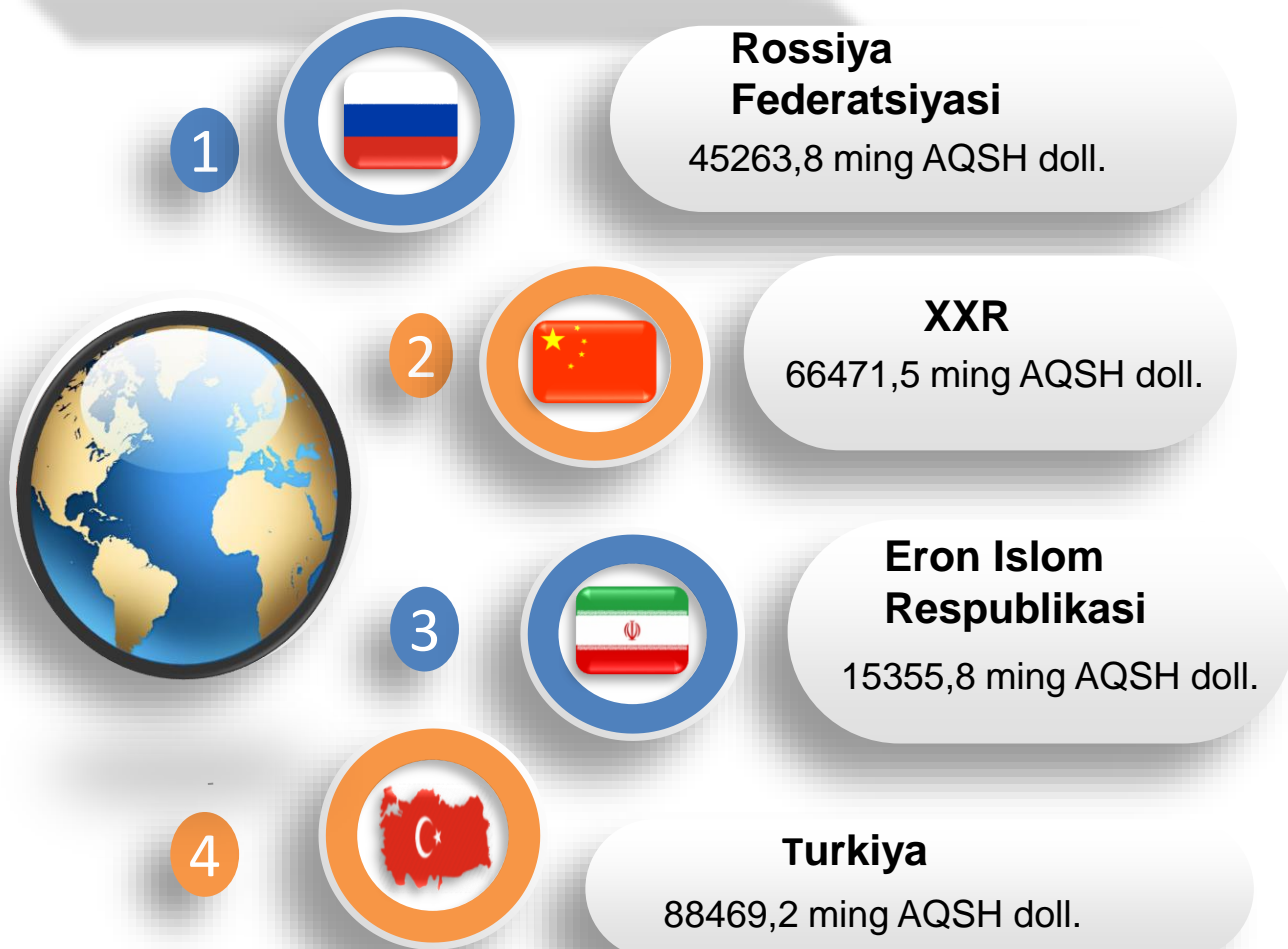 1
Rossiya
Federatsiyasi
45263,8 ming AQSH doll.
2
XXR
66471,5 ming AQSH doll.
3
Eron Islom
Respublikasi
15355,8 ming AQSH doll.
4
Turkiya
88469,2 ming AQSH doll.